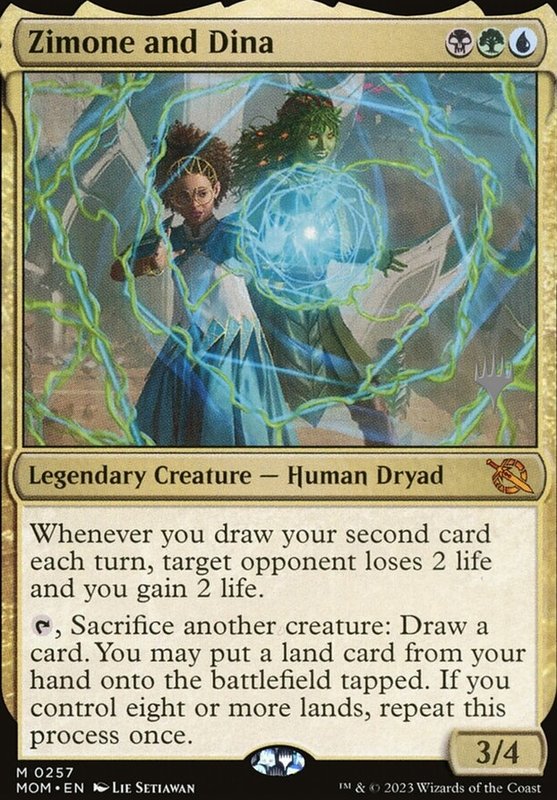 Zimone and Dina
Legendary Creature — Human Dryad
Whenever you draw your second card
each turn, target opponent loses 2 life
and you gain 2 life.
, Sacrifice another creature: Draw a
card. You may put a land card from your
hand onto the battlefield tapped. If you
control eight or more lands, repeat this
process once.
3/4
M 0257
MOM • EN Lie Setiawan
™ & © 2023 Wizards of the Coast